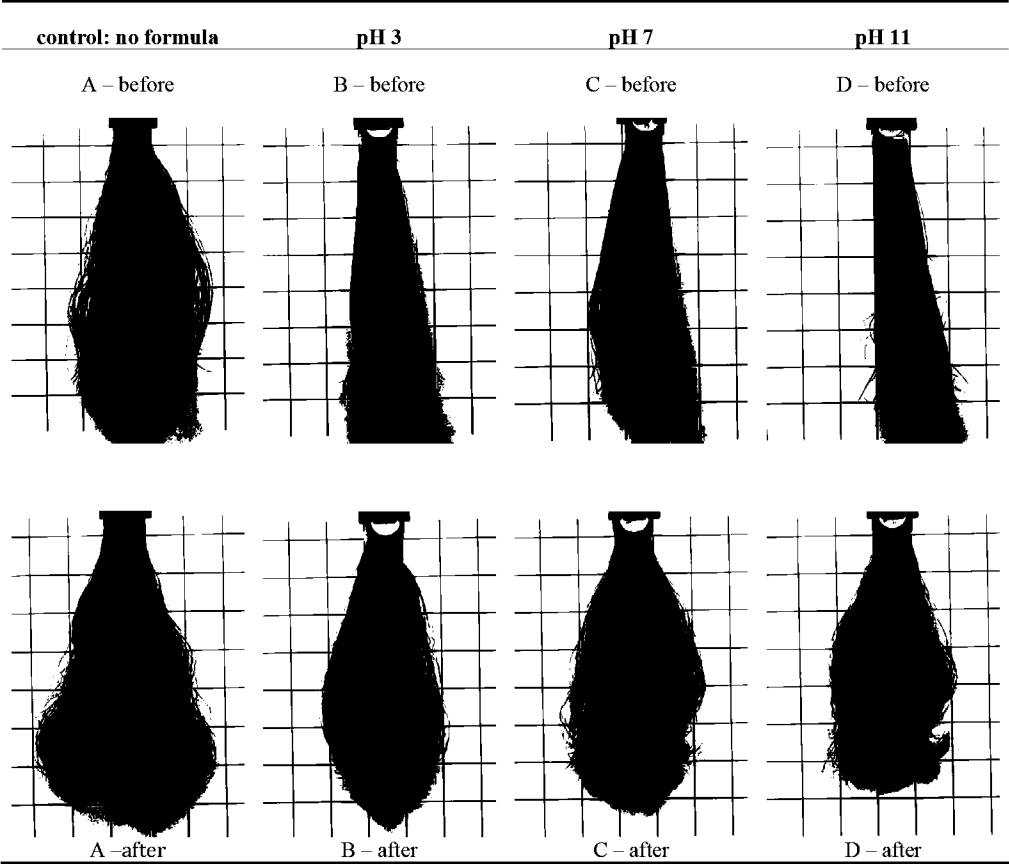 control: no formula pH 3 pH 7 pH 11
A – before B – before C – before D – before
A –after B – after C – after D – after